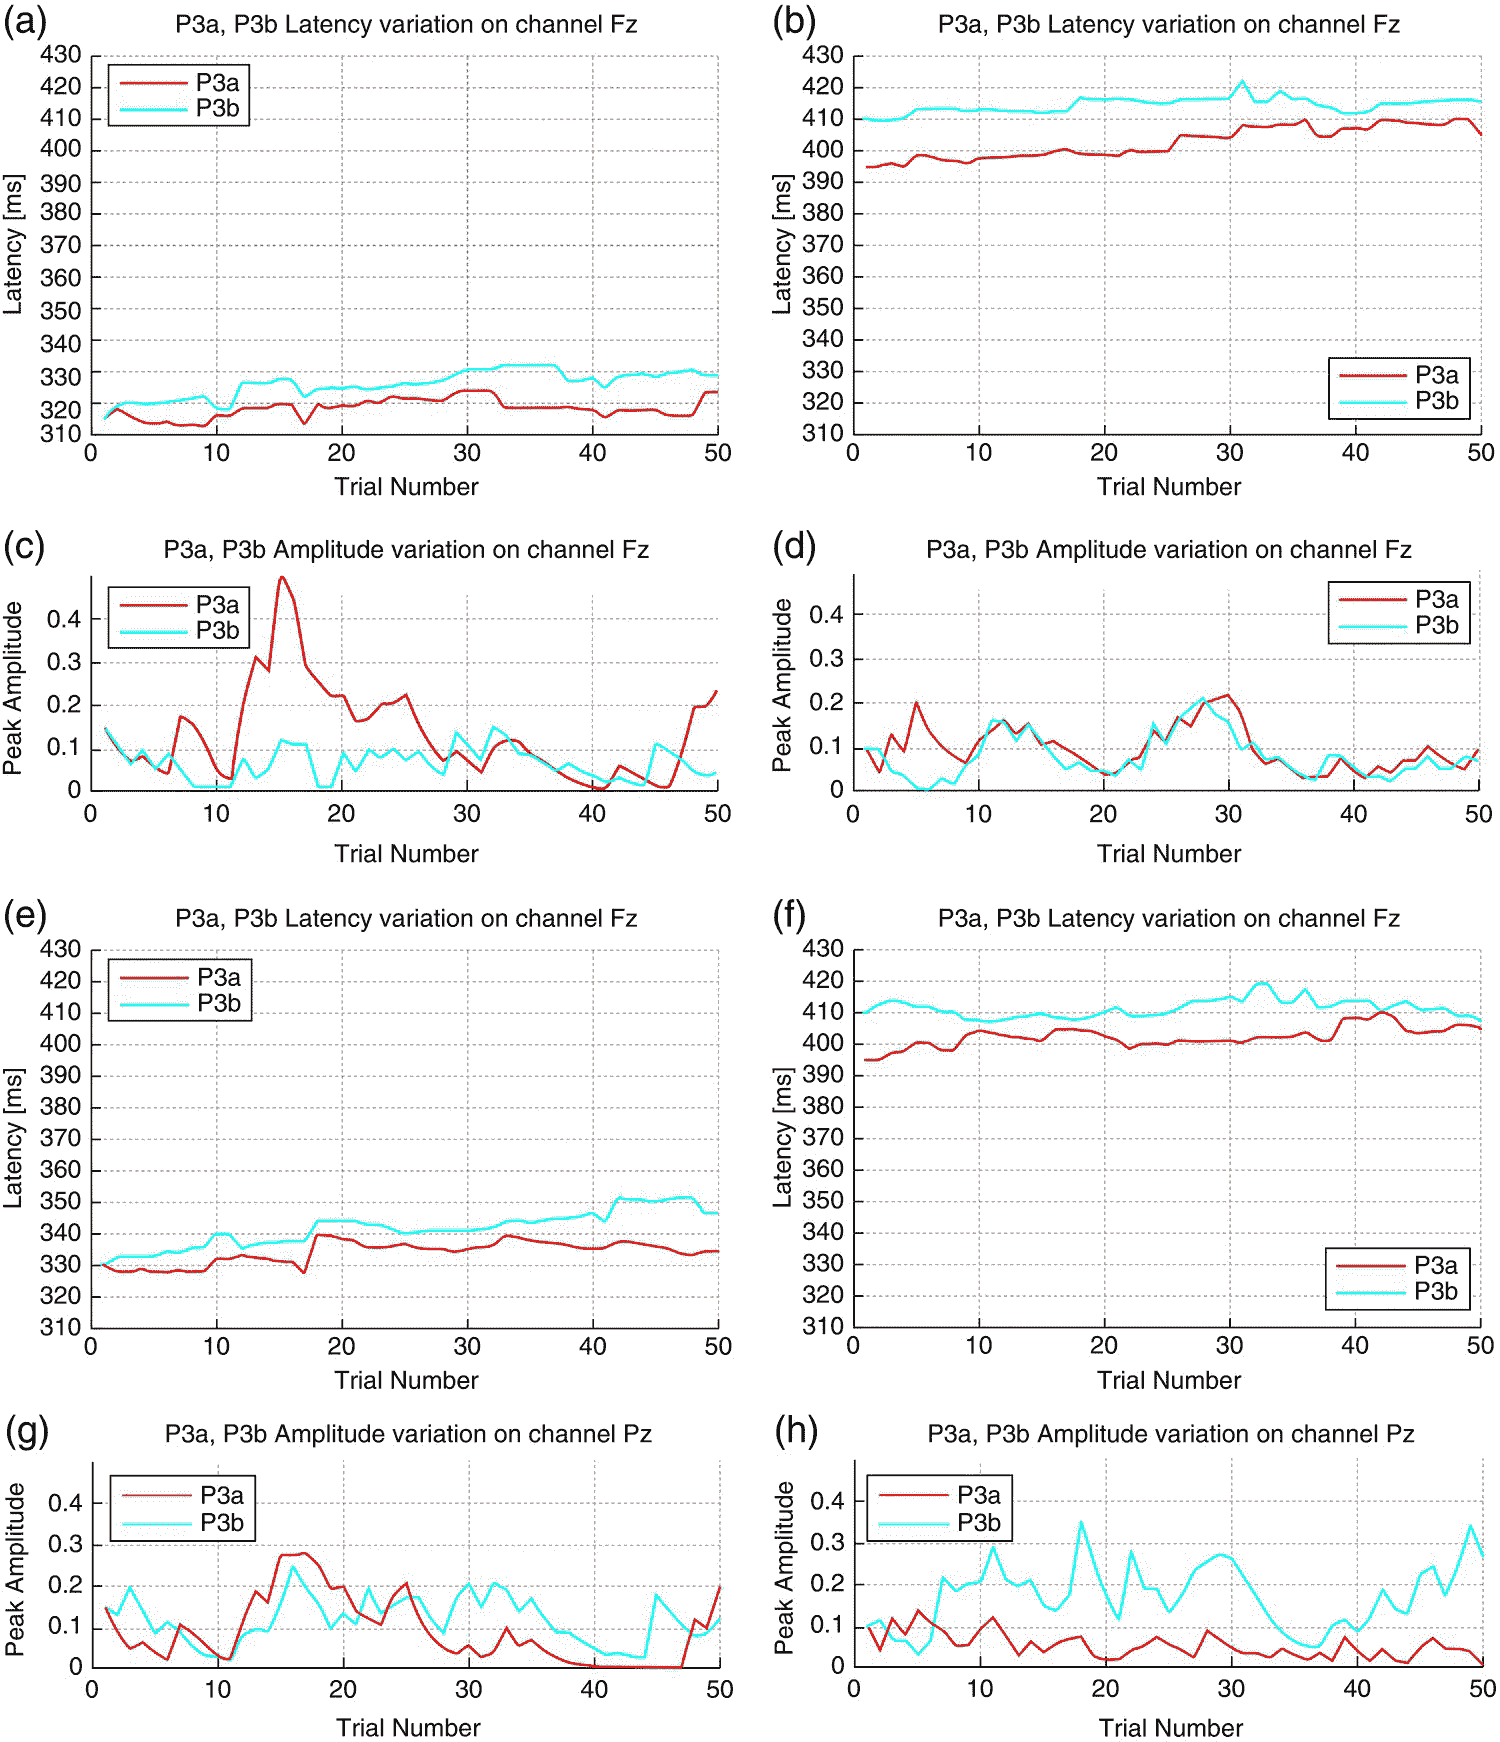 (a)
P3a, P3b Latency variation on channel Fz
430
420
410
400
390
380
370
360
350
340
330
320
310
Latency [ms]
P3a
P3b
0 10 20 30 40 50
Trial Number
(b)
P3a, P3b Latency variation on channel Fz
430
420
410
400
390
380
370
360
350
340
330
320
310
Latency [ms]
P3a
P3b
0 10 20 30 40 50
Trial Number
(c)
P3a, P3b Amplitude variation on channel Fz
0.4
0.3
0.2
0.1
0
Peak Amplitude
P3a
P3b
0 10 20 30 40 50
Trial Number
(d)
P3a, P3b Amplitude variation on channel Fz
0.4
0.3
0.2
0.1
0
Peak Amplitude
P3a
P3b
0 10 20 30 40 50
Trial Number
(e)
P3a, P3b Latency variation on channel Fz
430
420
410
400
390
380
370
360
350
340
330
320
310
Latency [ms]
P3a
P3b
0 10 20 30 40 50
Trial Number
(f)
P3a, P3b Latency variation on channel Fz
430
420
410
400
390
380
370
360
350
340
330
320
310
Latency [ms]
P3a
P3b
0 10 20 30 40 50
Trial Number
(g)
P3a, P3b Amplitude variation on channel Pz
0.4
0.3
0.2
0.1
0
Peak Amplitude
P3a
P3b
0 10 20 30 40 50
Trial Number
(h)
P3a, P3b Amplitude variation on channel Pz
0.4
0.3
0.2
0.1
0
Peak Amplitude
P3a
P3b
0 10 20 30 40 50
Trial Number